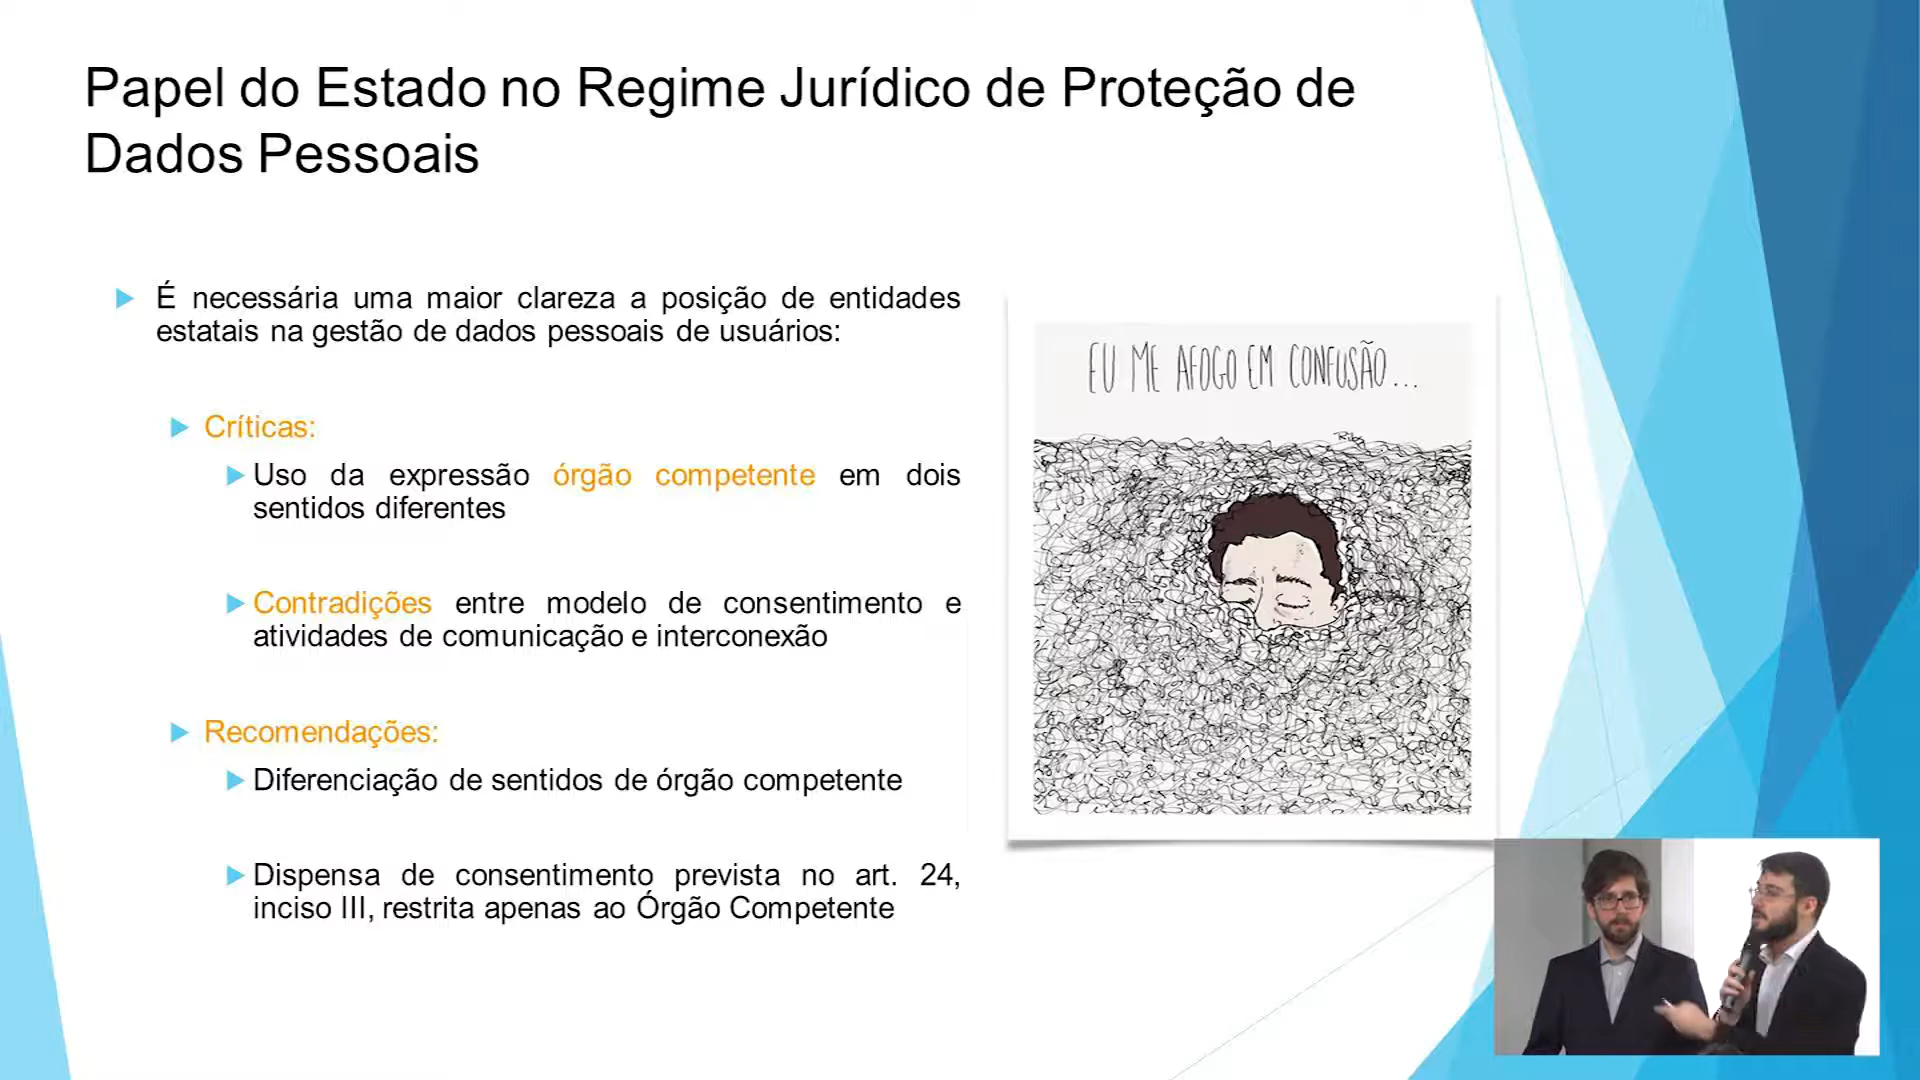 Papel do Estado no Regime Jurídico de Proteção de
Dados Pessoais
É necessária uma maior clareza a posição de entidades
estatais na gestão de dados pessoais de usuários:
Críticas:
Uso da expressão órgão competente em dois
sentidos diferentes
Contradições entre modelo de consentimento e
atividades de comunicação e interconexão
Recomendações:
Diferenciação de sentidos de órgão competente
Dispensa de consentimento prevista no art. 24,
inciso III, restrita apenas ao Órgão Competente
EU ME AFOGO EM CONFUSÃO...